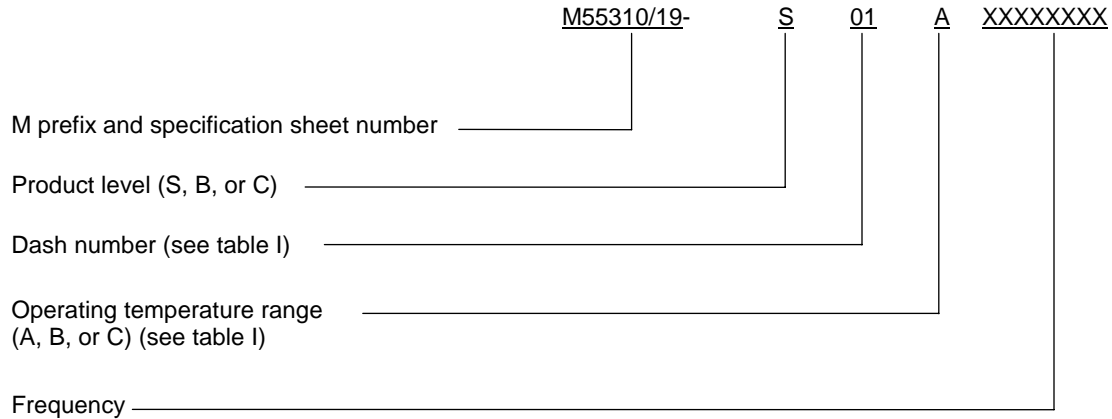 M55310/19- S 01 A XXXXXXXX
M prefix and specification sheet number
Product level (S, B, or C)
Dash number (see table I)
Operating temperature range
(A, B, or C) (see table I)
Frequency